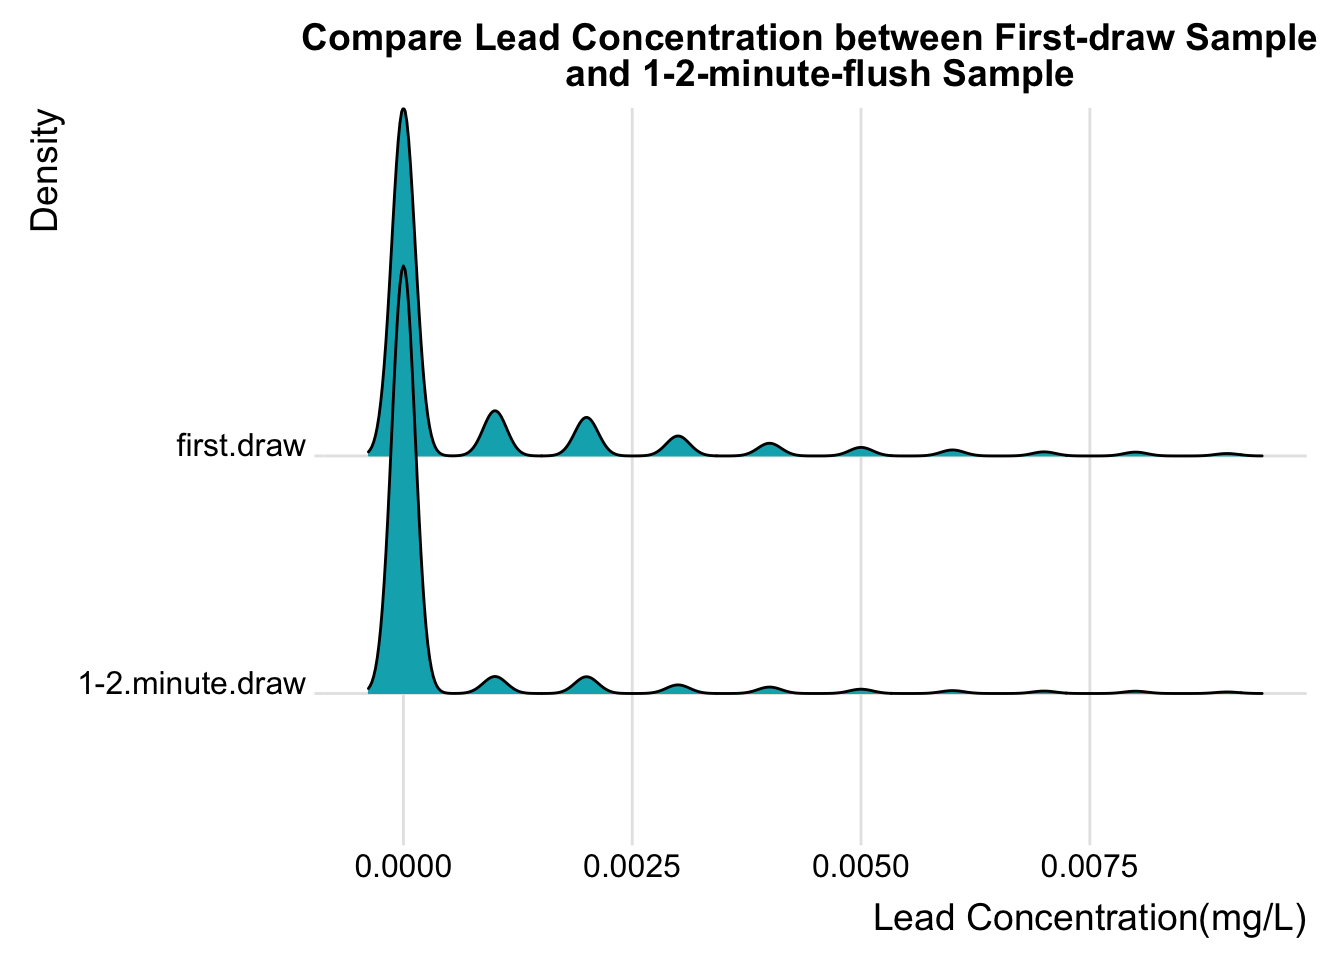 Compare Lead Concentration between First-draw Sample
and 1-2-minute-flush Sample
Density
first.draw
1-2.minute.draw
0.0000 0.0025 0.0050 0.0075
Lead Concentration(mg/L)